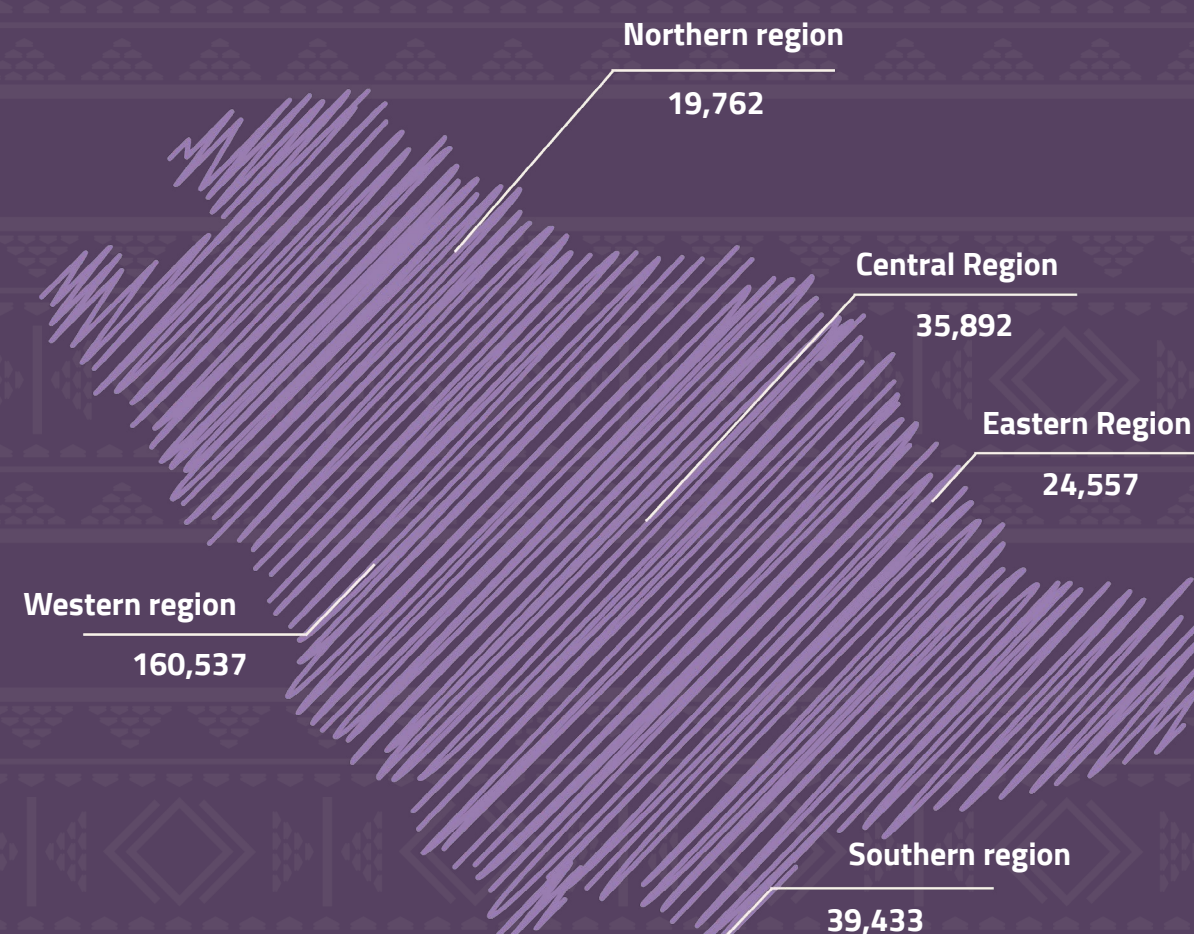 Northern region
19,762
Central Region
35,892
Eastern Region
24,557
Western region
160,537
Southern region
39,433